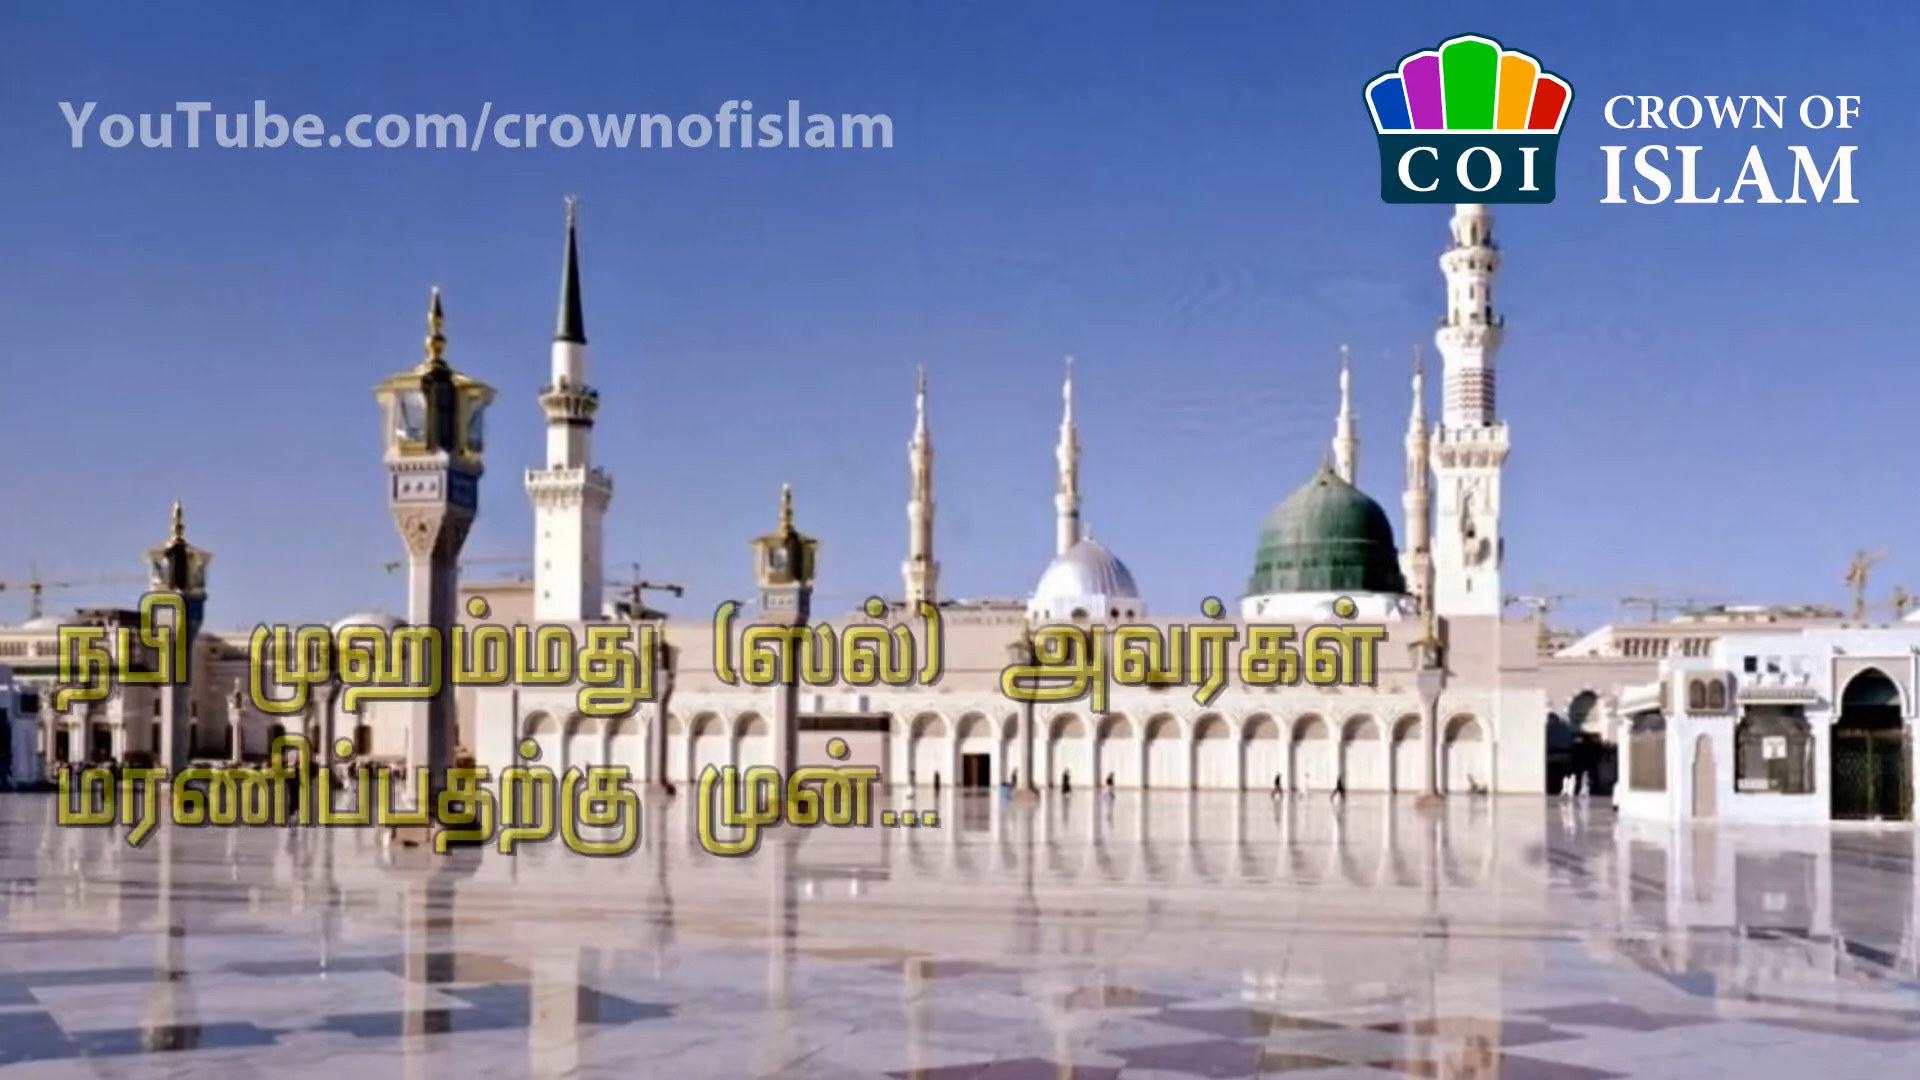 YouTube.com/crownofislam
COI
CROWN OF
ISLAM
நபி முஹம்மது (ஸல்) அவர்கள்
மரணிப்பதற்கு முன்...